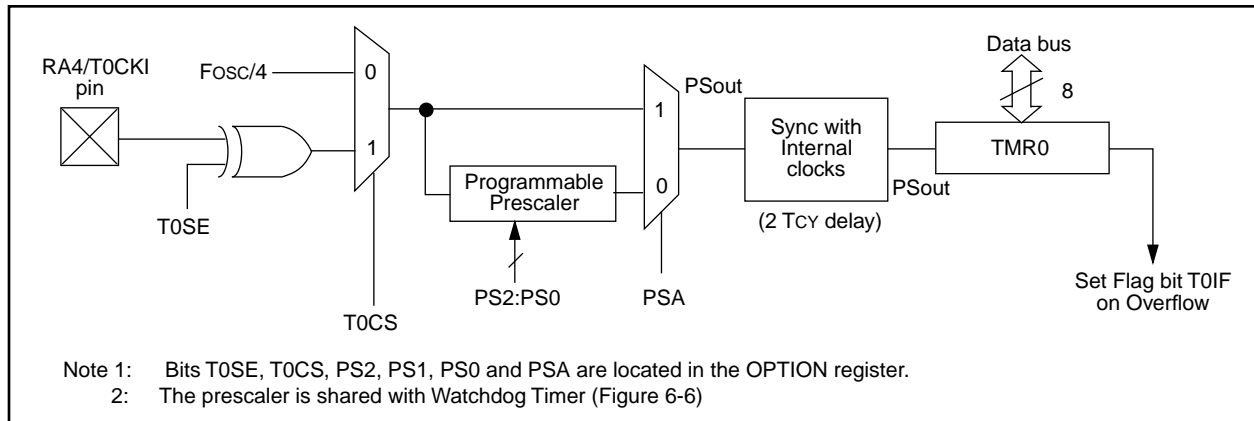 Data bus
RA4/T0CKI
pin
FOSC/4
0
PSout
8
1
Sync with
Internal
clocks
TMR0
1
Programmable
Prescaler
0
PSout
T0SE
(2 TCY delay)
PS2:PS0
PSA
Set Flag bit T0IF
on Overflow
T0CS
Note 1: Bits T0SE, T0CS, PS2, PS1, PS0 and PSA are located in the OPTION register.
2: The prescaler is shared with Watchdog Timer (Figure 6-6)